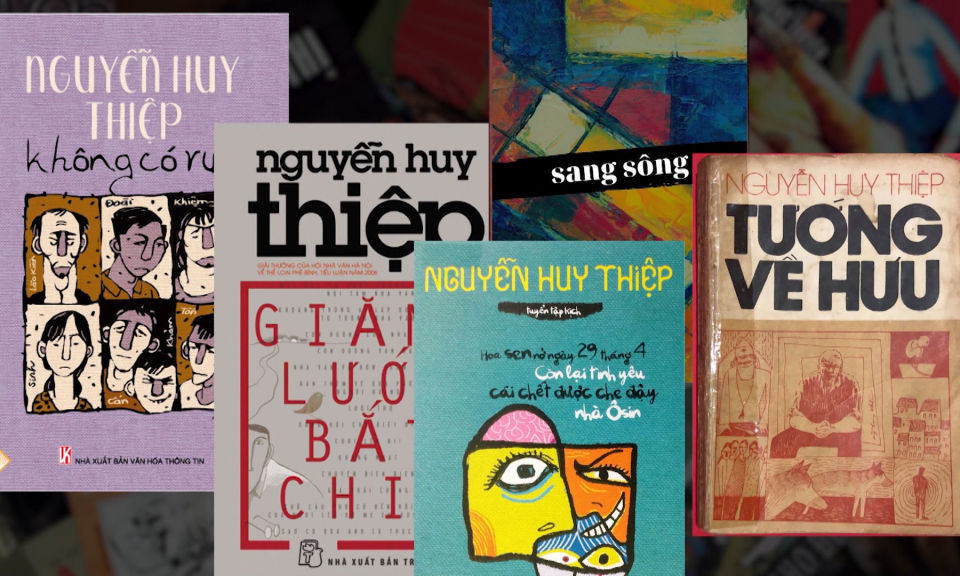 NGUYỄN HUY
THIỆP
không có
Lão Kiền
Đoài
Khiêm
Sinh
Cấn
Khảm
Tốn
NHÀ XUẤT BẢN VĂN HÓA THÔNG TIN
nguyễn huy
thiệp
GIẢI THƯỞNG CỦA HỘI NHÀ VĂN HÀ NỘI
VỀ THỂ LOẠI PHÊ BÌNH, TIỂU LUẬN NĂM 2006
GIĂN
LƯỚ
BẮT
CHI
NHÀ XUẤT BẢN TR
NGUYỄN HUY THIỆP
tuyển tập kịch
Hoa sen nở ngày 29 tháng 4
Còn lại tình yêu
cái chết được che đậy
nhà Ôsin
sang sông
NGUYỄN HUY THIỆP
TƯỚNG
VỀ HƯU